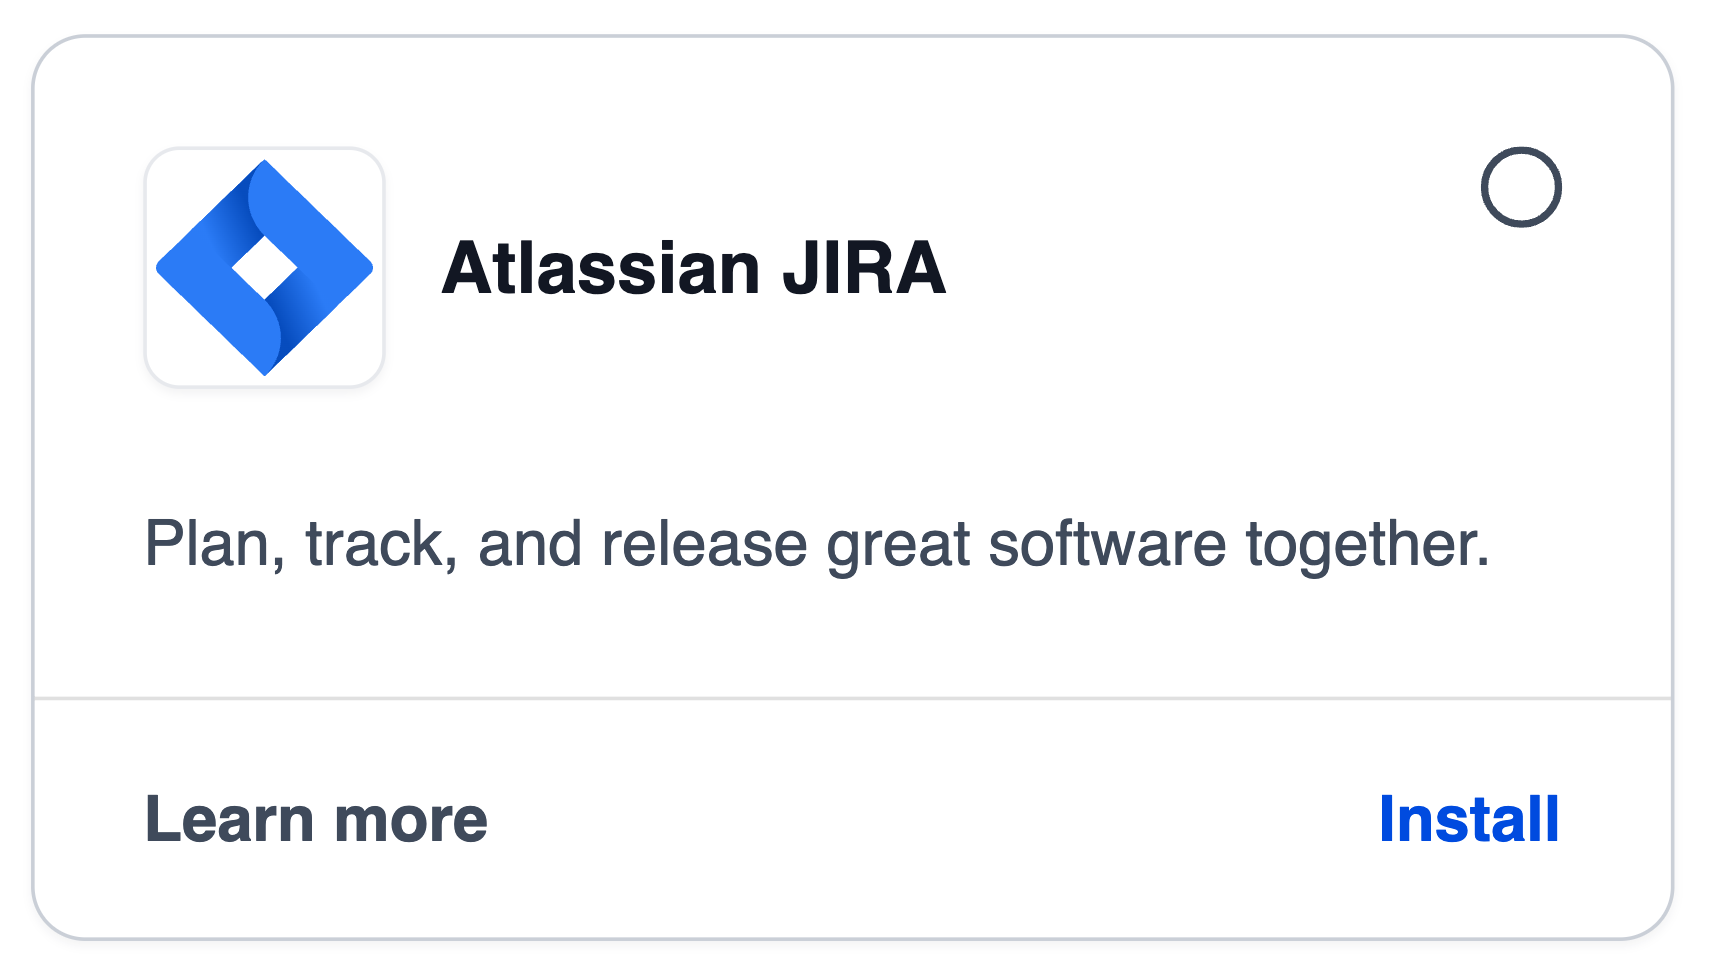 Atlassian JIRA
Plan, track, and release great software together.
Learn more
Install